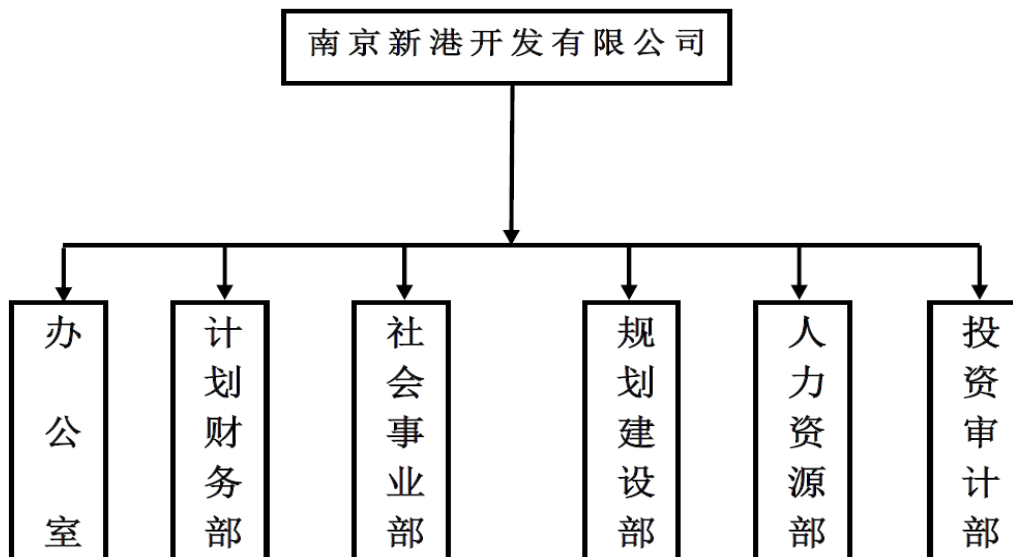 南京新港开发有限公司
办公室
计划财务部
社会事业部
规划建设部
人力资源部
投资审计部